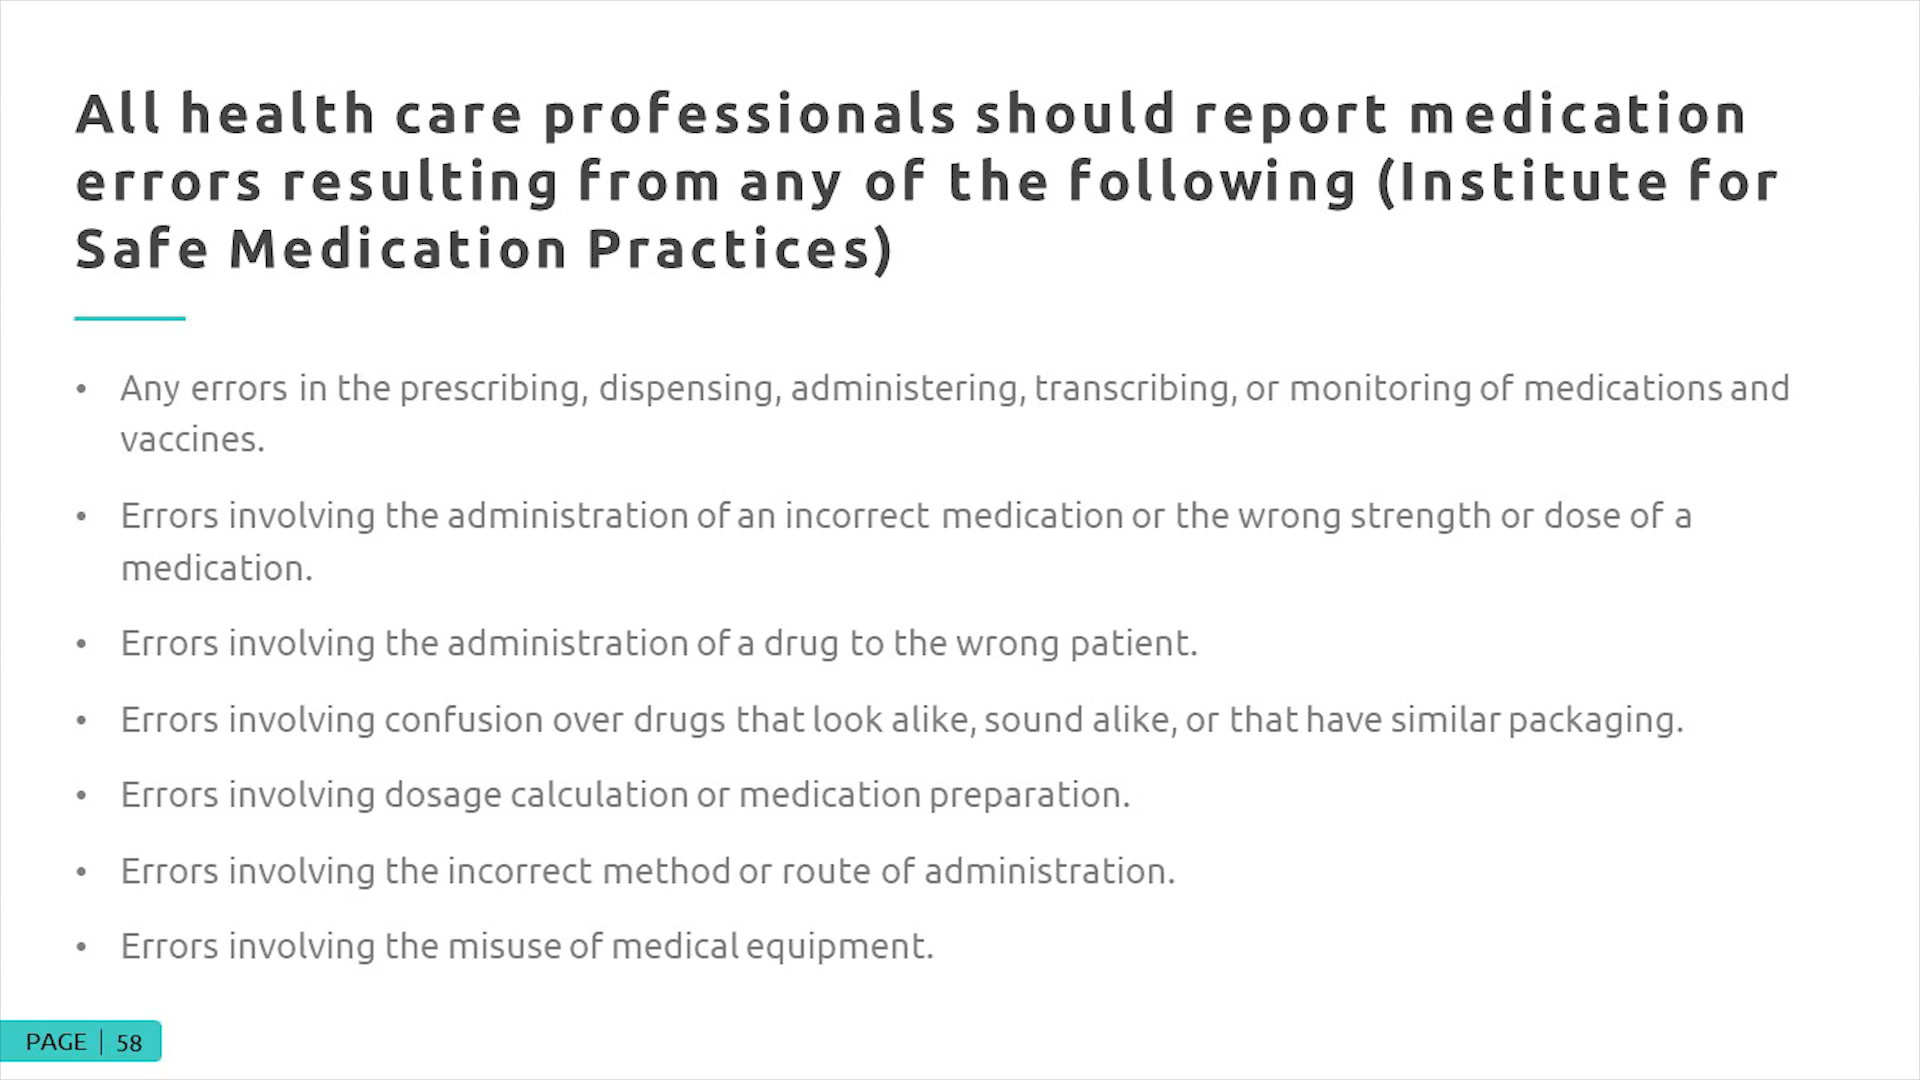 All health care professionals should report medication
errors resulting from any of the following (Institute for
Safe Medication Practices)
• Any errors in the prescribing, dispensing, administering, transcribing, or monitoring of medications and
vaccines.
• Errors involving the administration of an incorrect medication or the wrong strength or dose of a
medication.
• Errors involving the administration of a drug to the wrong patient.
• Errors involving confusion over drugs that look alike, sound alike, or that have similar packaging.
• Errors involving dosage calculation or medication preparation.
• Errors involving the incorrect method or route of administration.
• Errors involving the misuse of medical equipment.
PAGE | 58